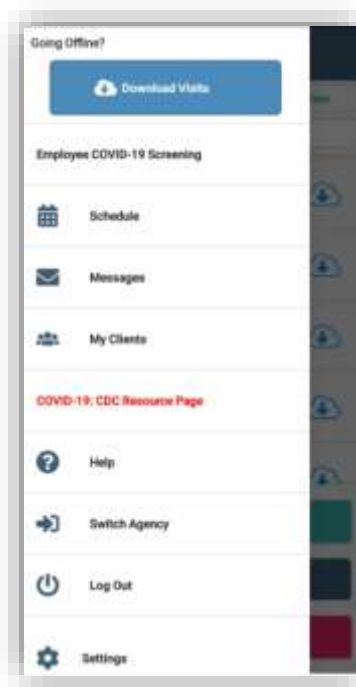 Going Offline?
Download Visits
Employee COVID-19 Screening
Schedule
Messages
My Clients
COVID-19: CDC Resource Page
Help
Switch Agency
Log Out
Settings